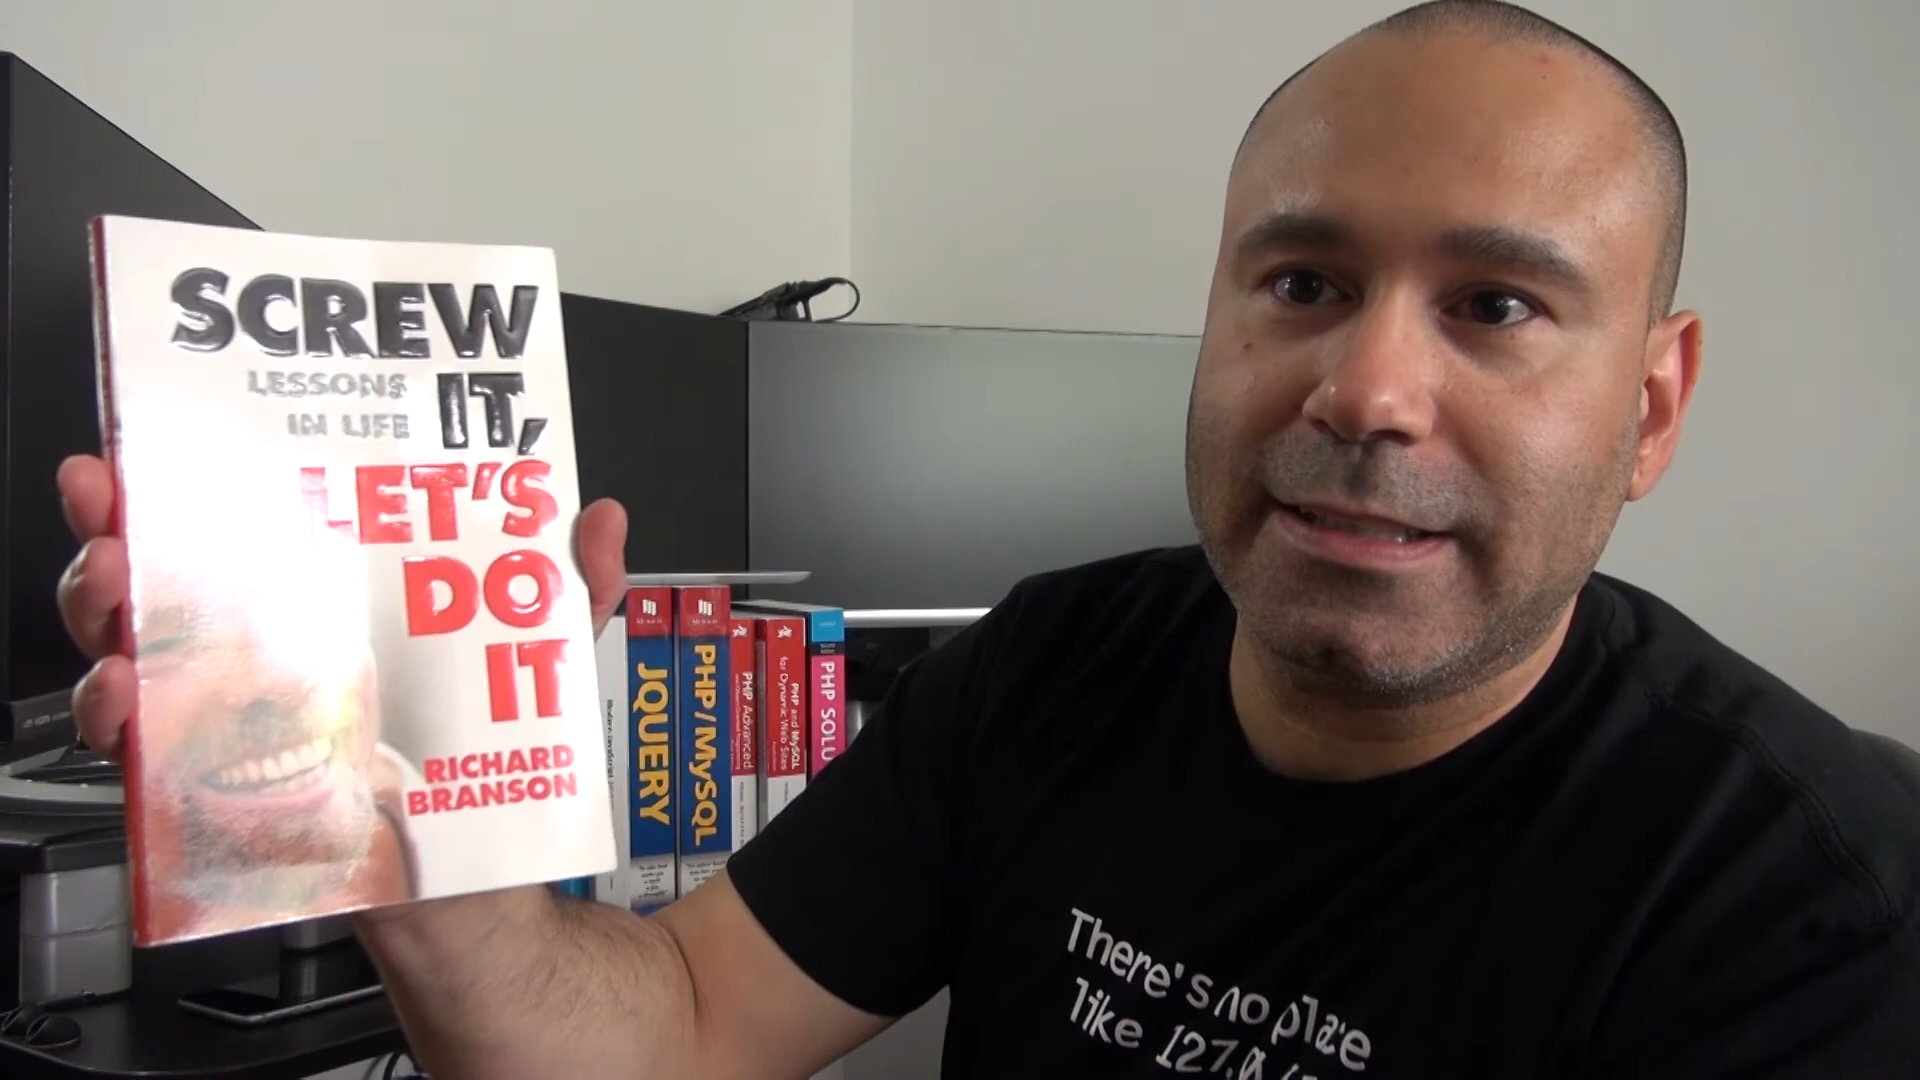 SCREW
LESSONS
IN LIFE
IT,
LET'S
DO
IT
RICHARD
BRANSON
JQUERY
PHP/MySQL
PHP Advanced
PHP and MySQL
for Dynamic Web Sites
PHP SOLU
There's no place
like 127.0